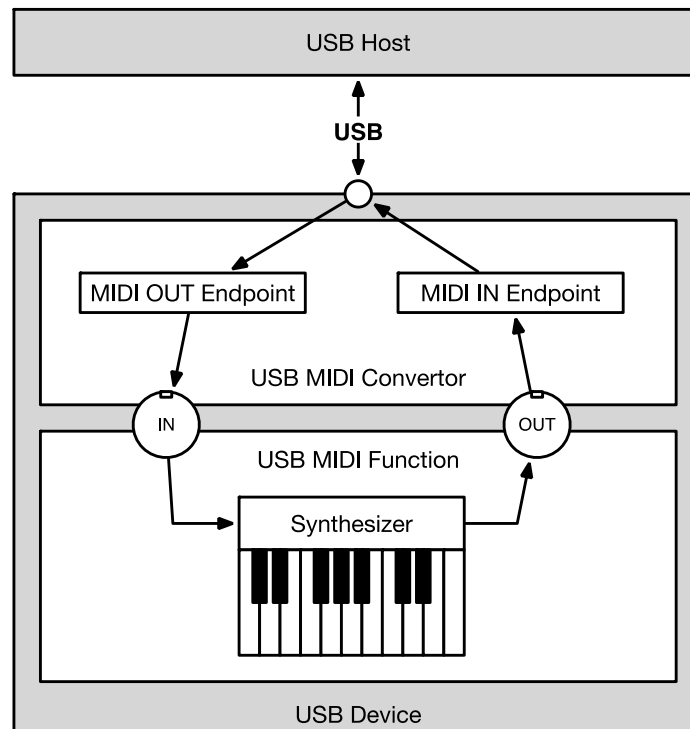 USB Host
USB
MIDI OUT Endpoint
MIDI IN Endpoint
USB MIDI Convertor
IN
OUT
USB MIDI Function
Synthesizer
USB Device